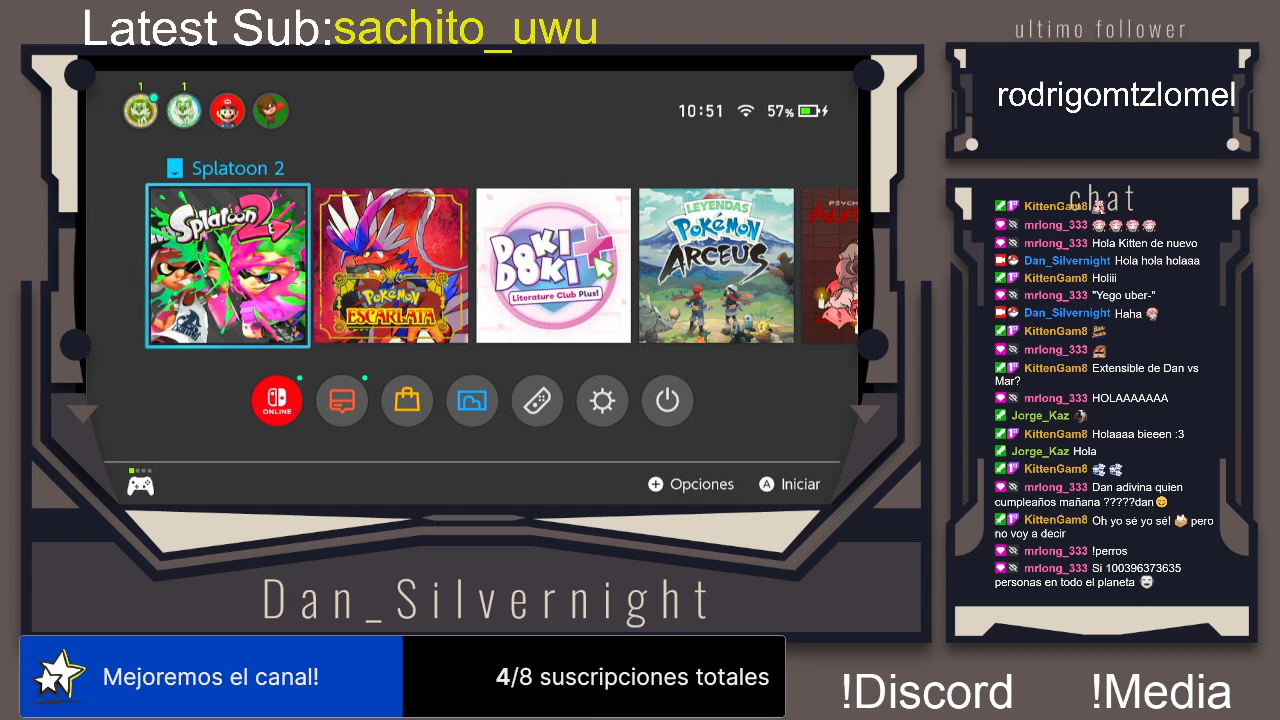 Latest Sub:sachito_uwu
1
1
10:51
57%
Splatoon 2
Splatoon 2
POKÉMON
ESCARLATA
DOKI
DOKI
Literature Club Plus!
LEYENDAS
POKÉMON
ARCEUS
PSYCH
ONLINE
Opciones
A Iniciar
Dan_Silvernight
Mejoremos el canal!
4/8 suscripciones totales
ultimo follower
rodrigomtzlomel
chat
KittenGam8
mrlong_333
mrlong_333 Hola Kitten de nuevo
Dan_Silvernight Hola hola holaaa
KittenGam8 Holiii
mrlong_333 "Yego uber-"
Dan_Silvernight Haha
KittenGam8
mrlong_333
KittenGam8 Extensible de Dan vs
Mar?
mrlong_333 HOLAAAAAAA
Jorge_Kaz
KittenGam8 Holaaaa bieeen :3
Jorge_Kaz Hola
KittenGam8
mrlong_333 Dan adivina quien
cumpleaños mañana ?????dan
KittenGam8 Oh yo sé yo sé! pero
no voy a decir
mrlong_333 !perros
mrlong_333 Si 100396373635
personas en todo el planeta
!Discord
!Media